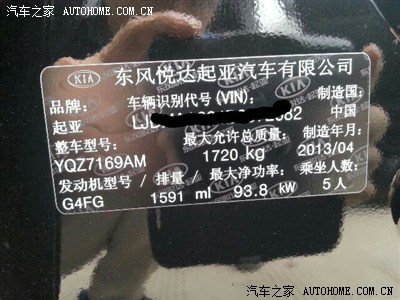 汽车之家 AUTOHOME.COM.CN
KIA 东风悦达起亚汽车有限公司
品牌: 车辆识别代号(VIN): 制造国:
起亚 中国
整车型号: 最大允许总质量: 制造年月:
YQZ7169AM 1720 kg 2013/04
发动机型号/ 排量/ 最大净功率: 乘坐人数:
G4FG 1591 ml 93.8 kW 5人
汽车之家 AUTOHOME.COM.CN